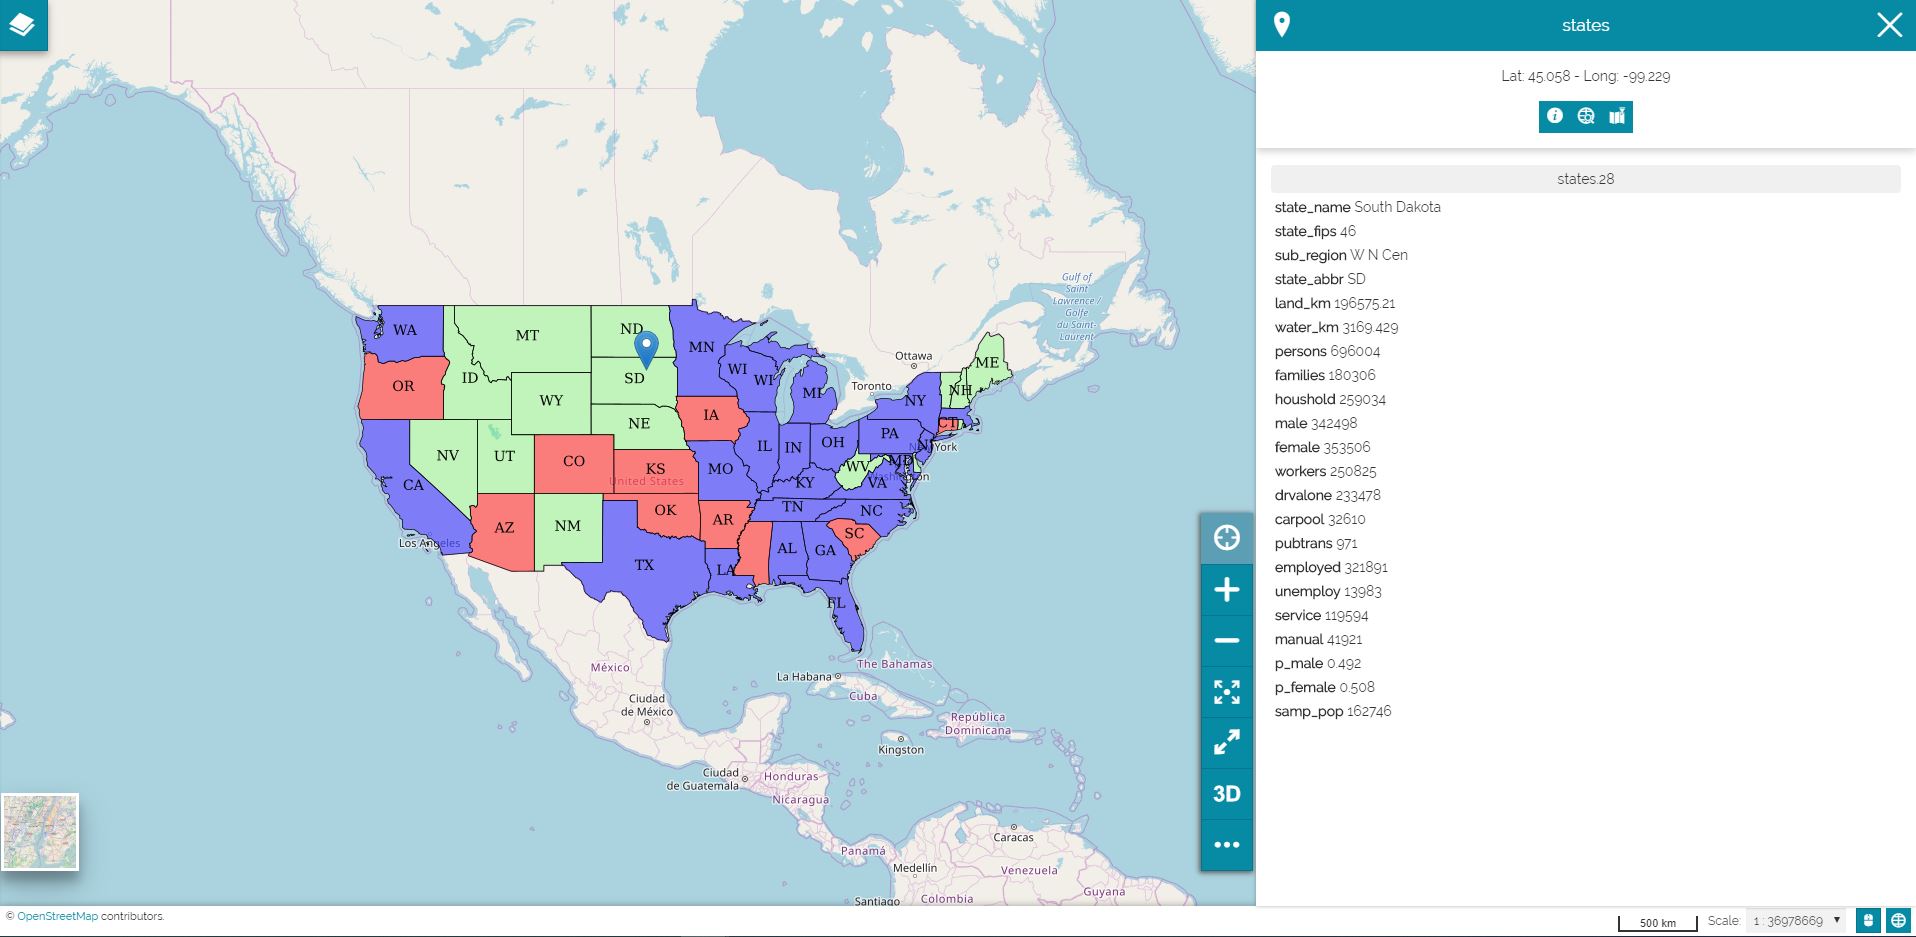 states
Lat: 45.058 - Long: -99.229
states.28
state_name South Dakota
state_fips 46
sub_region W N Cen
state_abbr SD
land_km 196575.21
water_km 3169.429
persons 696004
families 180306
houshold 259034
male 342498
female 353506
workers 250825
drvalone 233478
carpool 32610
pubtrans 971
employed 321891
unemploy 13983
service 119594
manual 41921
p_male 0.492
p_female 0.508
samp_pop 162746
Gulf of
Saint
Lawrence /
Golfe
du Saint-
Laurent
WA
MT
ND
MN
OR
ID
SD
WI
WI
MI
Ottawa
Toronto
ME
NH
NY
WY
NE
IA
CT
NV
UT
CO
KS
United States
MO
IL
IN
OH
PA
NJ
New York
MD
WV
Washington
VA
KY
CA
Los Angeles
AZ
NM
OK
AR
TN
NC
SC
TX
LA
AL
GA
FL
México
Ciudad
de México
La Habana
The Bahamas
Cuba
República
Dominicana
Kingston
Ciudad
de Guatemala
Honduras
Nicaragua
Panamá
Caracas
Medellín
Venezuela
Guyana
Santiago
Colombia
3D
© OpenStreetMap contributors.
500 km
Scale: 1 : 36978669